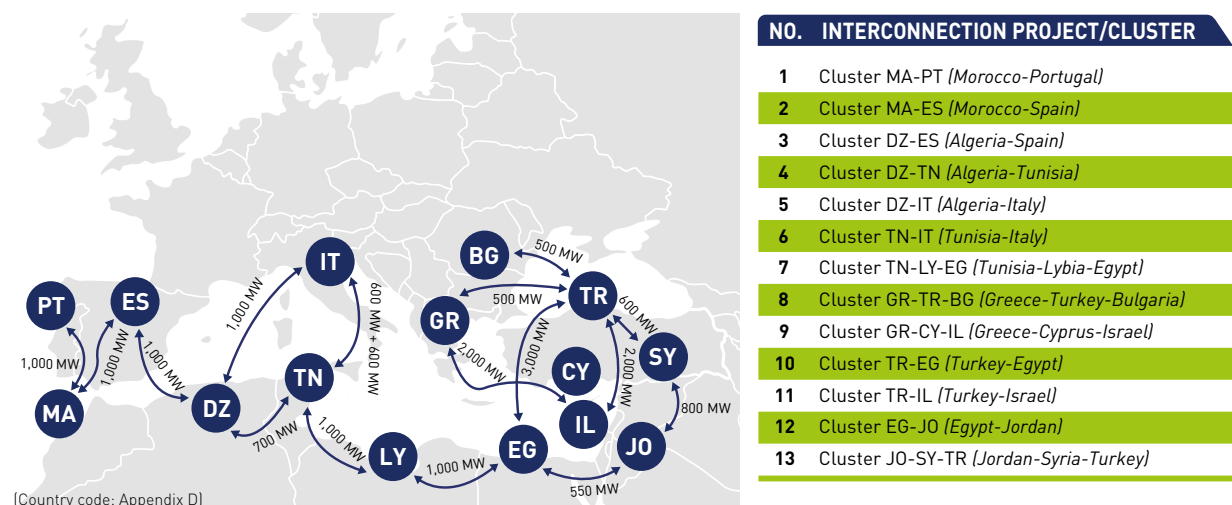 IT
BG
500 MW
TR
500 MW
600 MW
GR
1,000 MW
600 MW + 600 MW
PT
ES
1,000 MW
1,000 MW
1,000 MW
MA
DZ
TN
700 MW
1,000 MW
LY
1,000 MW
2,000 MW
3,000 MW
2,000 MW
CY
SY
IL
800 MW
EG
JO
550 MW
(Country code: Appendix D)
NO. INTERCONNECTION PROJECT/CLUSTER
1 Cluster MA-PT (Morocco-Portugal)
2 Cluster MA-ES (Morocco-Spain)
3 Cluster DZ-ES (Algeria-Spain)
4 Cluster DZ-TN (Algeria-Tunisia)
5 Cluster DZ-IT (Algeria-Italy)
6 Cluster TN-IT (Tunisia-Italy)
7 Cluster TN-LY-EG (Tunisia-Lybia-Egypt)
8 Cluster GR-TR-BG (Greece-Turkey-Bulgaria)
9 Cluster GR-CY-IL (Greece-Cyprus-Israel)
10 Cluster TR-EG (Turkey-Egypt)
11 Cluster TR-IL (Turkey-Israel)
12 Cluster EG-JO (Egypt-Jordan)
13 Cluster JO-SY-TR (Jordan-Syria-Turkey)